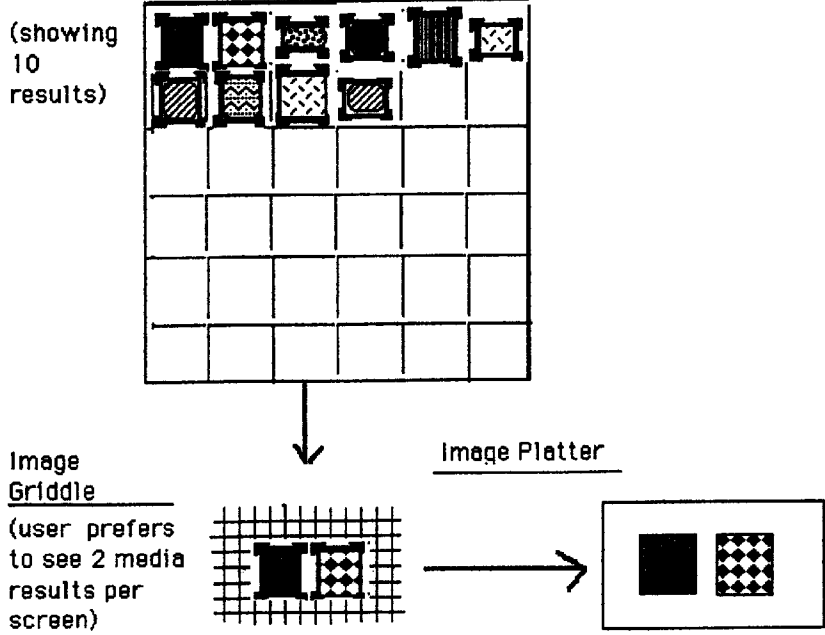 (showing
10
results)
Image
Griddle
(user prefers
to see 2 media
results per
screen)
Image Platter